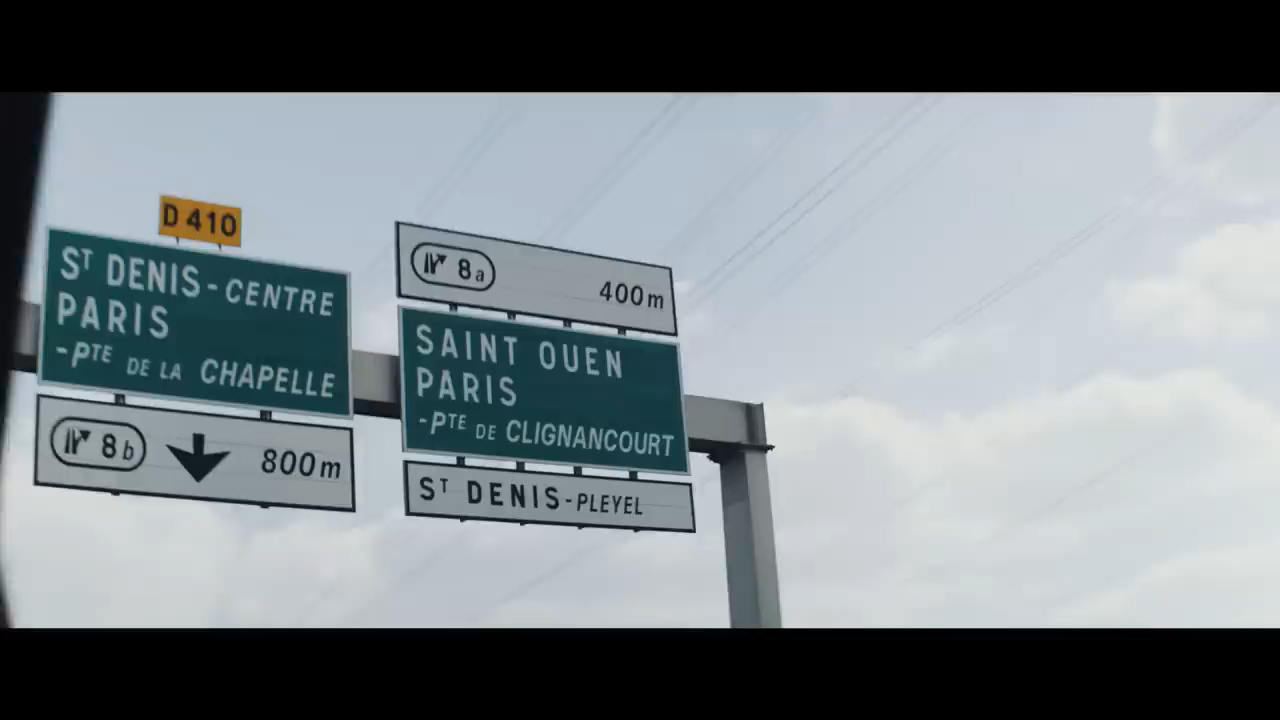 D 410
ST DENIS - CENTRE
PARIS
- PTE DE LA CHAPELLE
8b 800m
8a 400m
SAINT OUEN
PARIS
- PTE DE CLIGNANCOURT
ST DENIS - PLEYEL